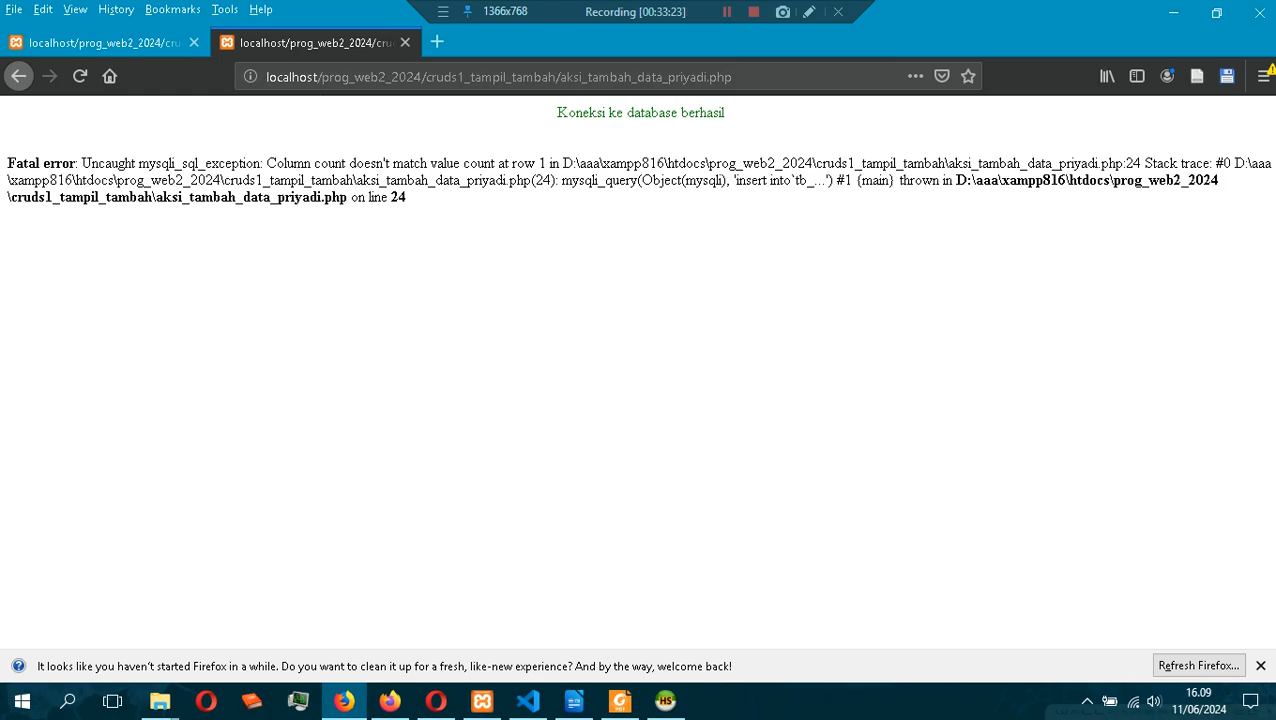 File Edit View History Bookmarks Tools Help
1366x768 Recording [00:33:23]
localhost/prog_web2_2024/cru localhost/prog_web2_2024/cru
localhost/prog_web2_2024/cruds1_tampil_tambah/aksi_tambah_data_priyadi.php
Koneksi ke database berhasil
Fatal error: Uncaught mysqli_sql_exception: Column count doesn't match value count at row 1 in D:\aaa\xampp816\htdocs\prog_web2_2024\cruds1_tampil_tambah\aksi_tambah_data_priyadi.php:24 Stack trace: #0 D:\aaa
\xampp816\htdocs\prog_web2_2024\cruds1_tampil_tambah\aksi_tambah_data_priyadi.php(24): mysqli_query(Object(mysqli), 'insert into`tb_...') #1 {main} thrown in D:\aaa\xampp816\htdocs\prog_web2_2024
\cruds1_tampil_tambah\aksi_tambah_data_priyadi.php on line 24
It looks like you haven't started Firefox in a while. Do you want to clean it up for a fresh, like-new experience? And by the way, welcome back! Refresh Firefox...
HS
16.09
11/06/2024